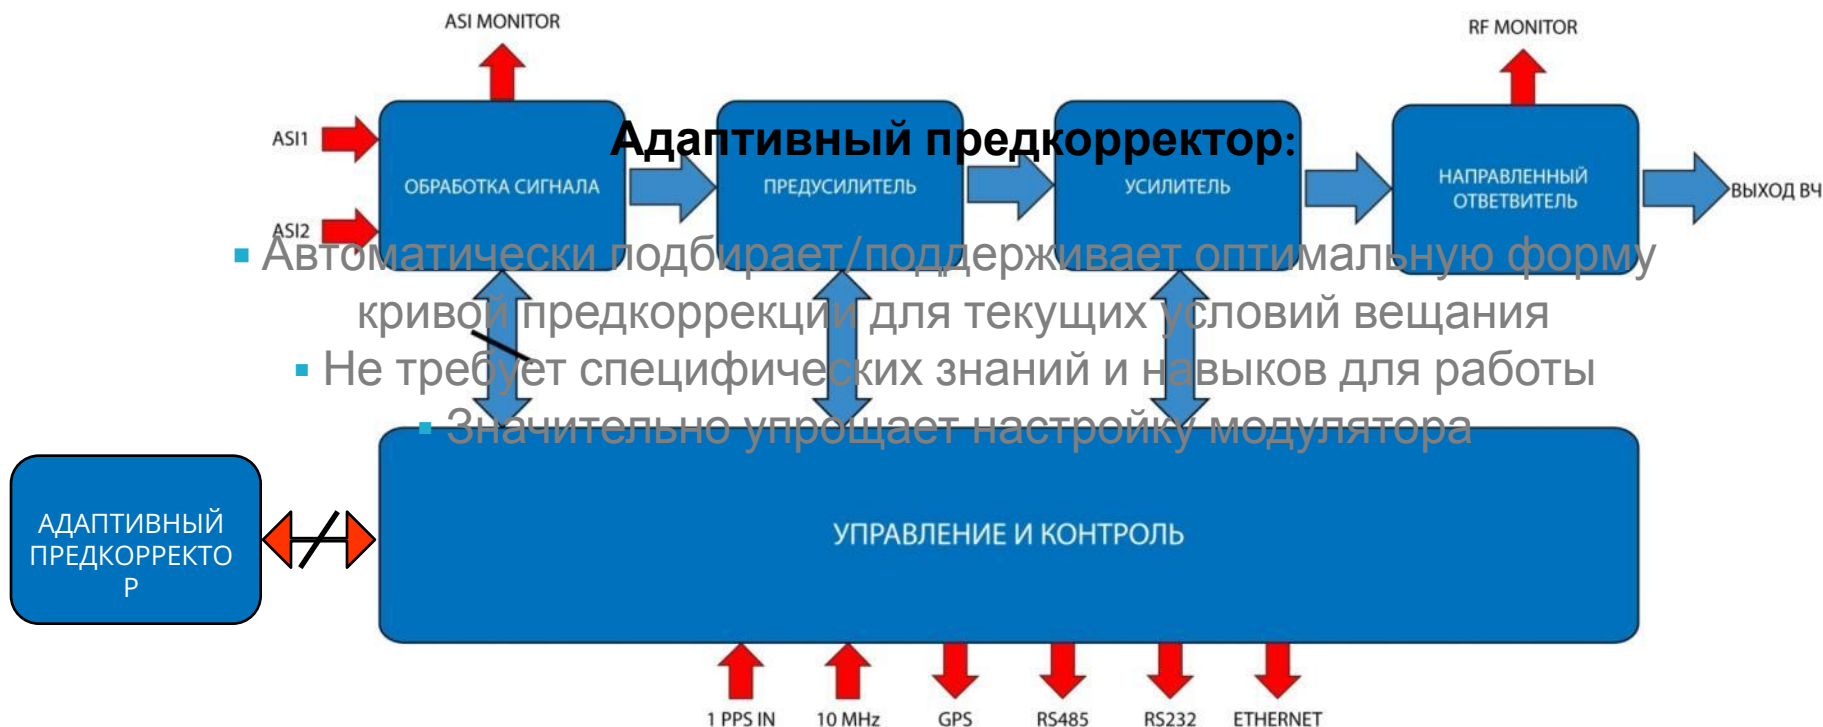 ASI MONITOR
RF MONITOR
ASI1
Адаптивный предкорректор:
ОБРАБОТКА СИГНАЛА
ПРЕДУСИЛИТЕЛЬ
УСИЛИТЕЛЬ
НАПРАВЛЕННЫЙ
ОТВЕТВИТЕЛЬ
ВЫХОД ВЧ
ASI2
▪ Автоматически подбирает/поддерживает оптимальную форму
кривой предкоррекции для текущих условий вещания
▪ Не требует специфических знаний и навыков для работы
▪ Значительно упрощает настройку модулятора
АДАПТИВНЫЙ
ПРЕДКОРРЕКТО
Р
УПРАВЛЕНИЕ И КОНТРОЛЬ
1 PPS IN
10 MHz
GPS
RS485
RS232
ETHERNET